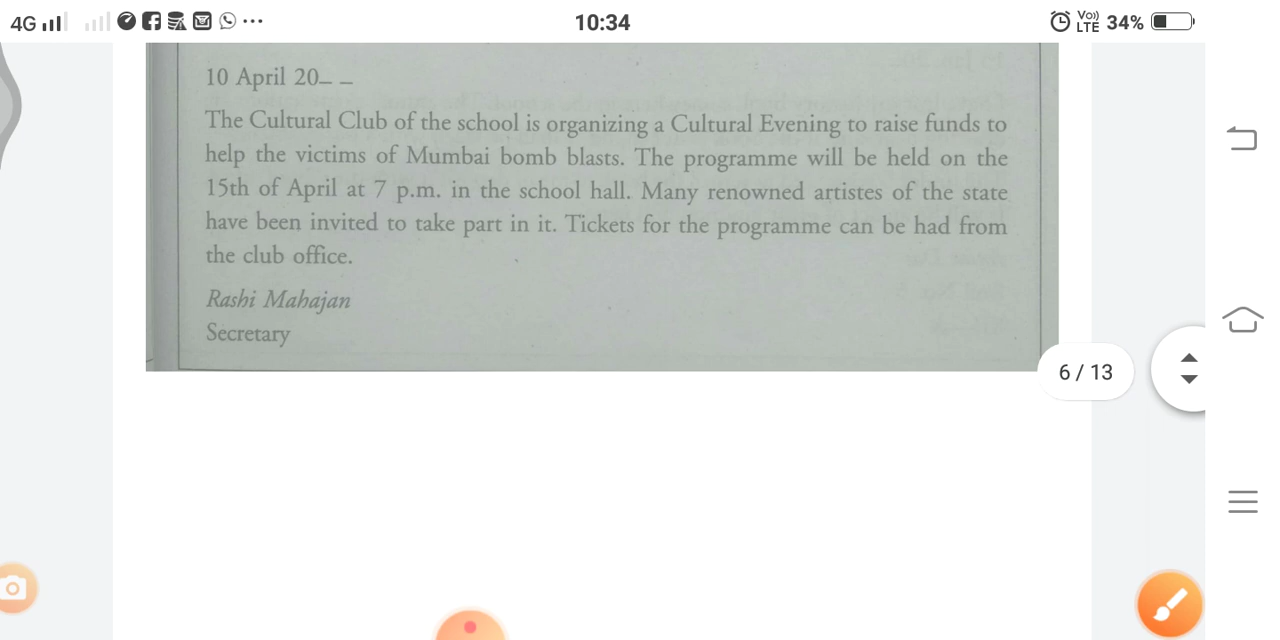 4G 10:34 Vo)) LTE 34%
10 April 20– –
The Cultural Club of the school is organizing a Cultural Evening to raise funds to
help the victims of Mumbai bomb blasts. The programme will be held on the
15th of April at 7 p.m. in the school hall. Many renowned artistes of the state
have been invited to take part in it. Tickets for the programme can be had from
the club office.
Rashi Mahajan
Secretary
6 / 13